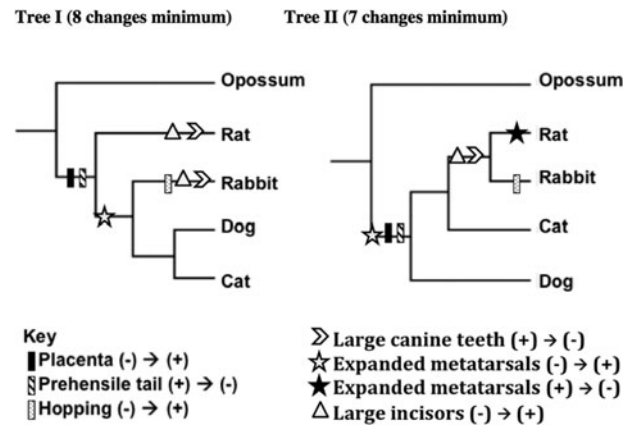 Tree I (8 changes minimum) Tree II (7 changes minimum)
Opossum
Rat
Rabbit
Dog
Cat
Opossum
Rat
Rabbit
Cat
Dog
Key
Placenta (-) → (+)
Prehensile tail (+) → (-)
Hopping (-) → (+)
Large canine teeth (+) → (-)
Expanded metatarsals (-) → (+)
Expanded metatarsals (+) → (-)
Large incisors (-) → (+)